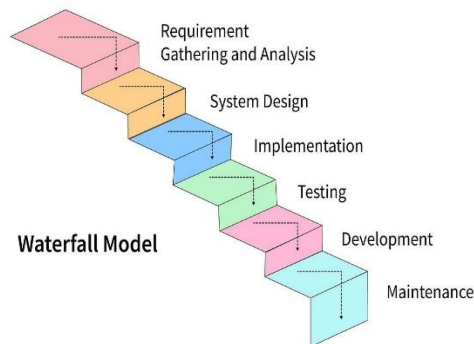 Requirement
Gathering and Analysis
System Design
Implementation
Testing
Waterfall Model
Development
Maintenance